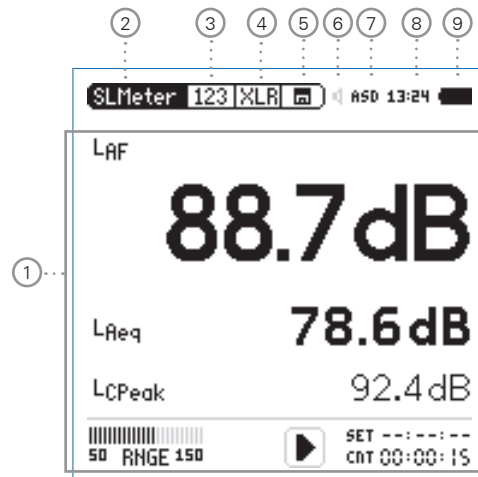 2 3 4 5 6 7 8 9
SLMeter 123 XLR ASD 13:24
LAF
88.7dB
1
LAeq 78.6dB
LCPeak 92.4dB
SET --:--:--
50 RNGE 150 CNT 00:00:15